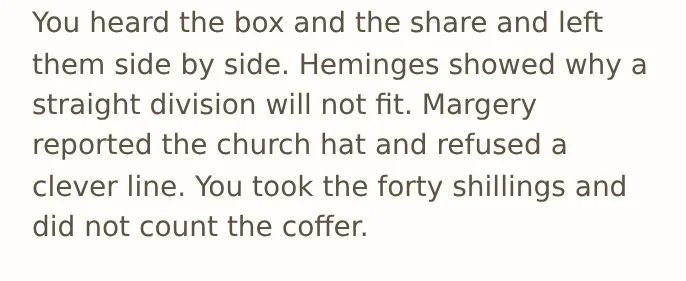 You heard the box and the share and left
them side by side. Heminges showed why a
straight division will not fit. Margery
reported the church hat and refused a
clever line. You took the forty shillings and
did not count the coffer.